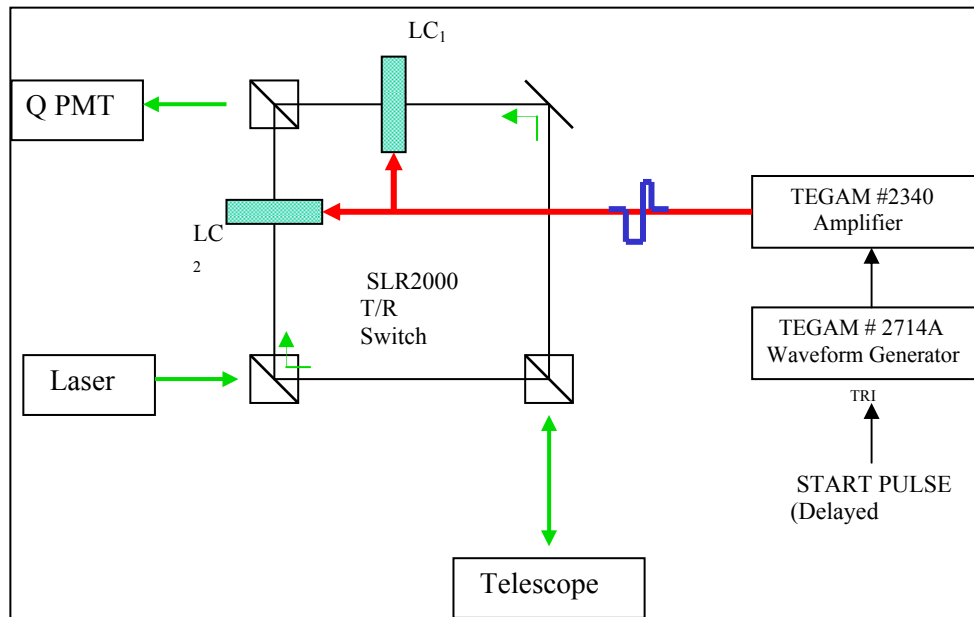 LC1
Q PMT
TEGAM #2340
Amplifier
LC
2
SLR2000
T/R
Switch
TEGAM # 2714A
Waveform Generator
Laser
TRI
START PULSE
(Delayed
Telescope